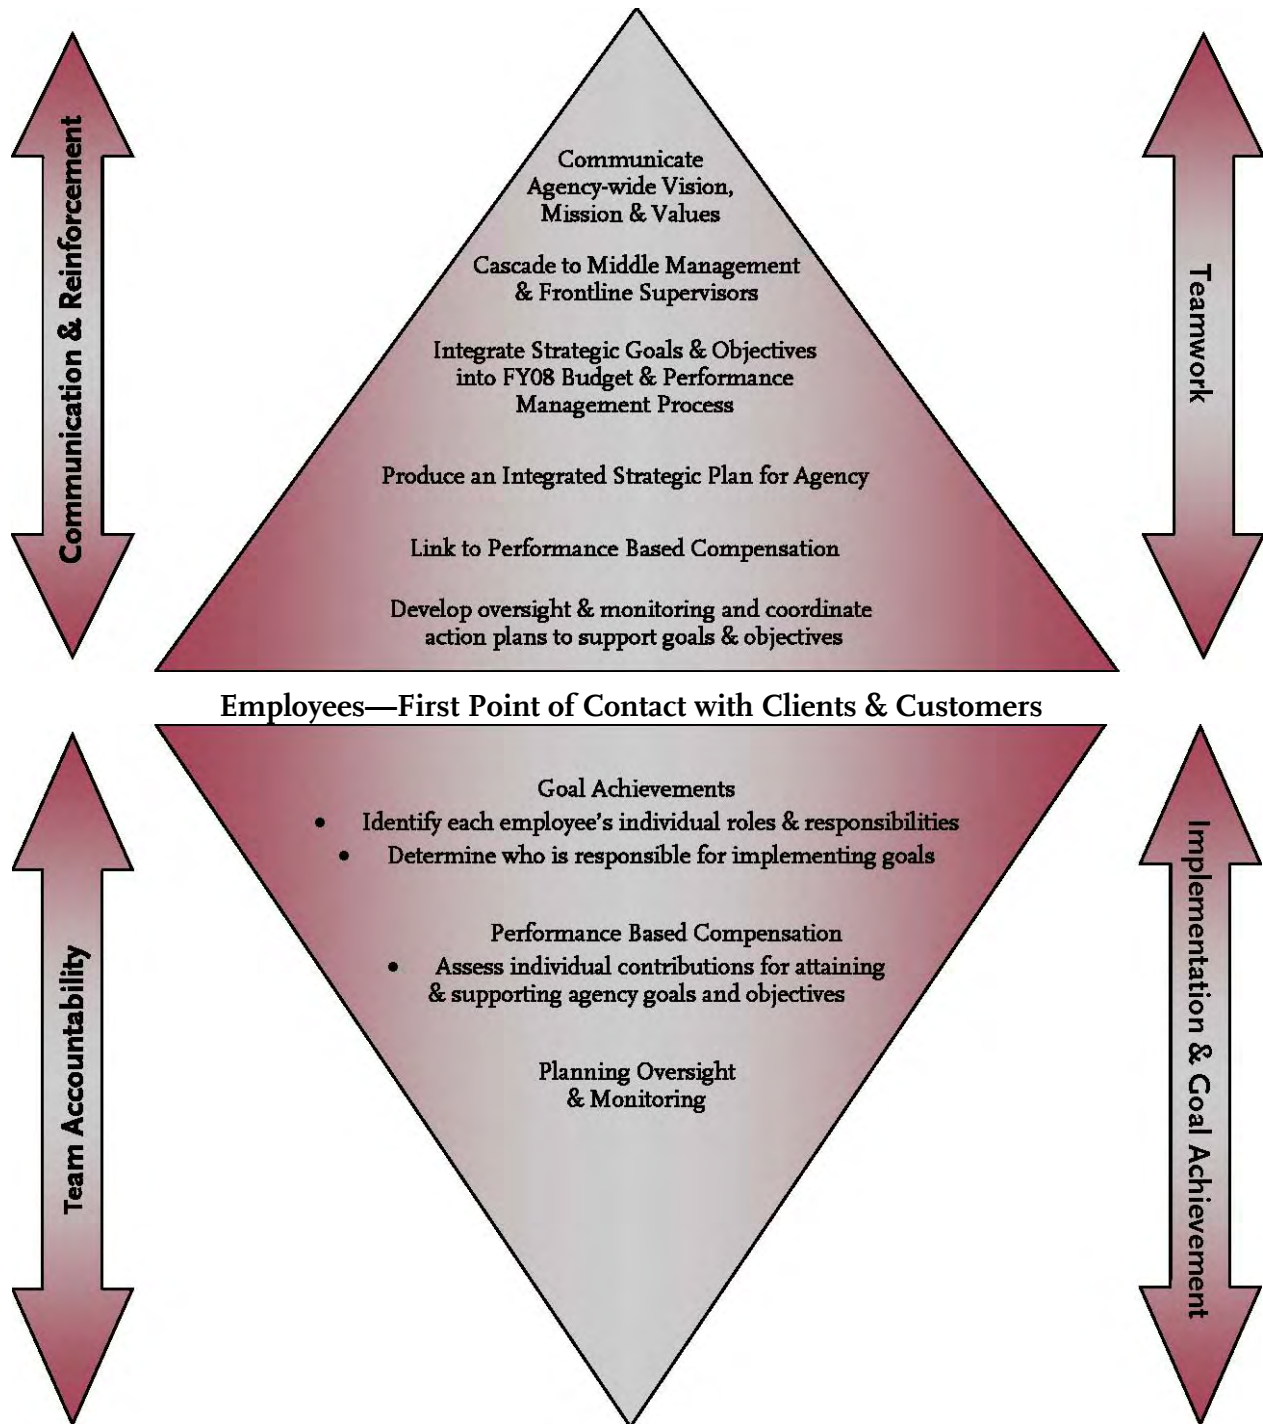 Communication & Reinforcement
Teamwork
Communicate
Agency-wide Vision,
Mission & Values
Cascade to Middle Management
& Frontline Supervisors
Integrate Strategic Goals & Objectives
into FY08 Budget & Performance
Management Process
Produce an Integrated Strategic Plan for Agency
Link to Performance Based Compensation
Develop oversight & monitoring and coordinate
action plans to support goals & objectives
Employees—First Point of Contact with Clients & Customers
Team Accountability
Implementation & Goal Achievement
Goal Achievements
• Identify each employee's individual roles & responsibilities
• Determine who is responsible for implementing goals
Performance Based Compensation
• Assess individual contributions for attaining
& supporting agency goals and objectives
Planning Oversight
& Monitoring